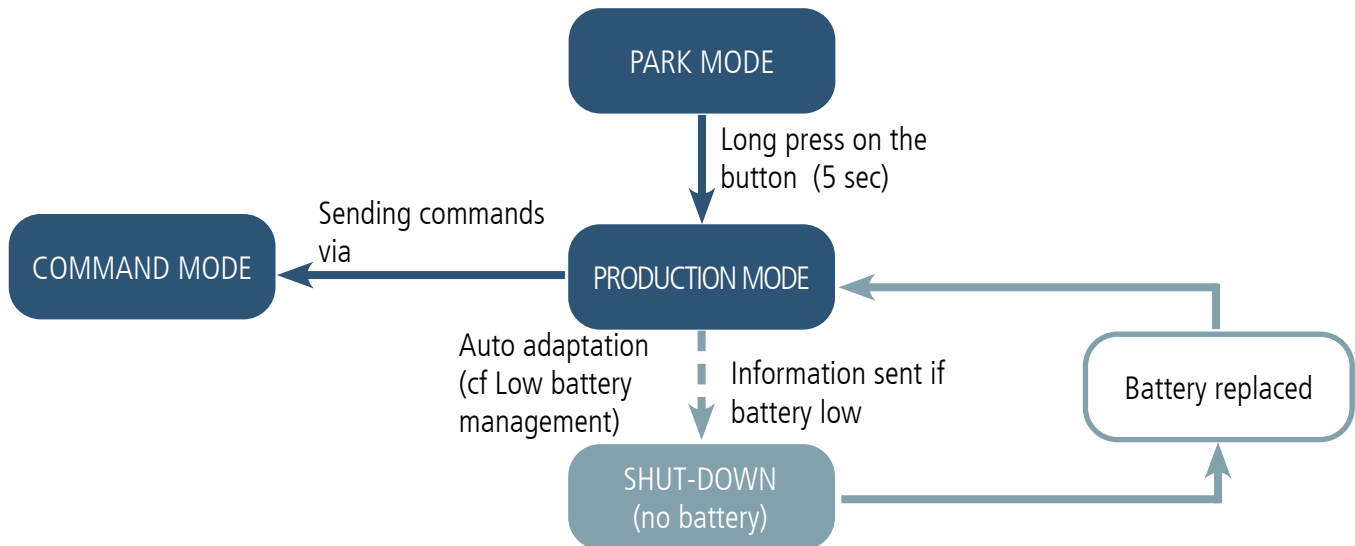 PARK MODE
Long press on the
button (5 sec)
Sending commands
via
COMMAND MODE
PRODUCTION MODE
Auto adaptation
(cf Low battery
management)
Information sent if
battery low
Battery replaced
SHUT-DOWN
(no battery)